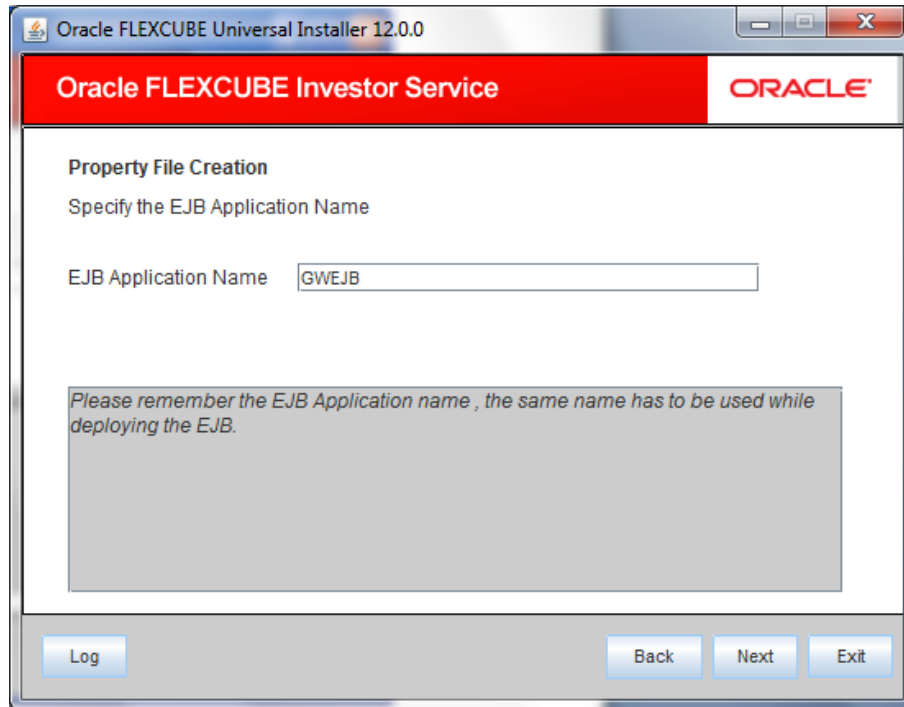 Oracle FLEXCUBE Universal Installer 12.0.0
Oracle FLEXCUBE Investor Service
ORACLE
Property File Creation
Specify the EJB Application Name
EJB Application Name GWEJB
Please remember the EJB Application name , the same name has to be used while
deploying the EJB.
Log Back Next Exit